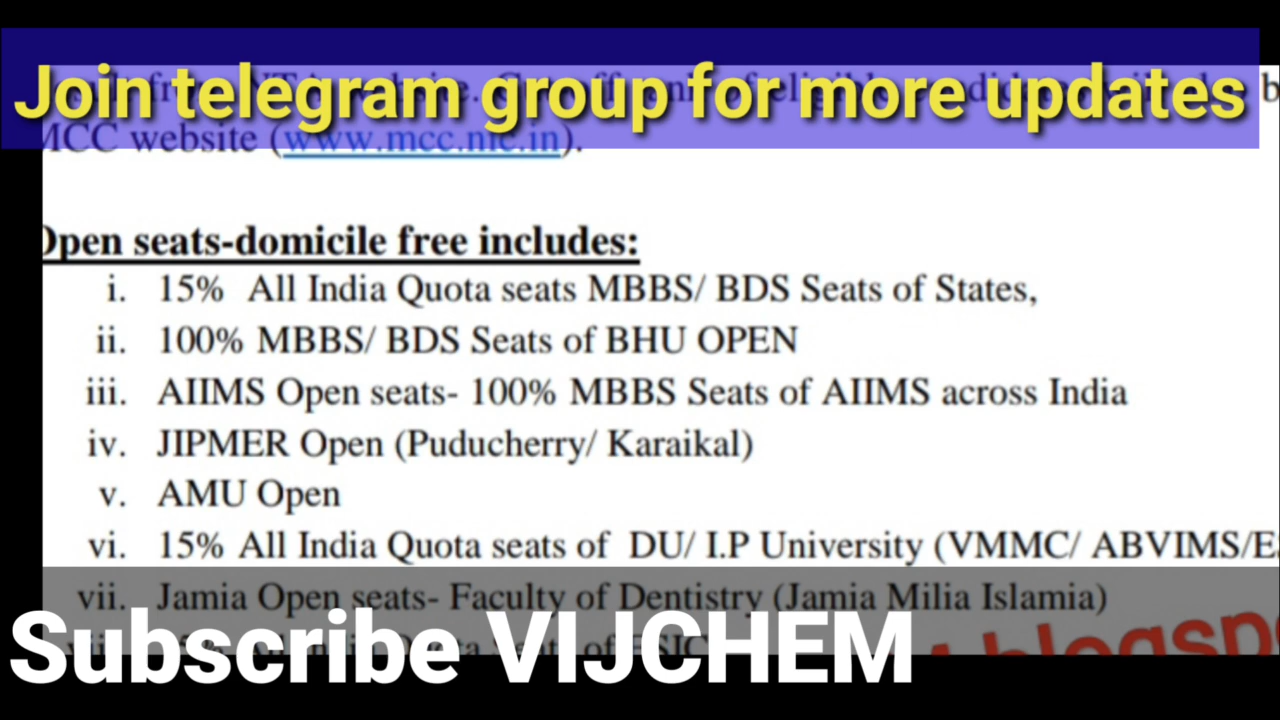 Join telegram group for more updates
MCC website (www.mcc.nic.in).
Open seats-domicile free includes:
i. 15% All India Quota seats MBBS/ BDS Seats of States,
ii. 100% MBBS/ BDS Seats of BHU OPEN
iii. AIIMS Open seats- 100% MBBS Seats of AIIMS across India
iv. JIPMER Open (Puducherry/ Karaikal)
v. AMU Open
vi. 15% All India Quota seats of DU/ I.P University (VMMC/ ABVIMS/
vii. Jamia Open seats- Faculty of Dentistry (Jamia Milia Islamia)
Subscribe VIJCHEM